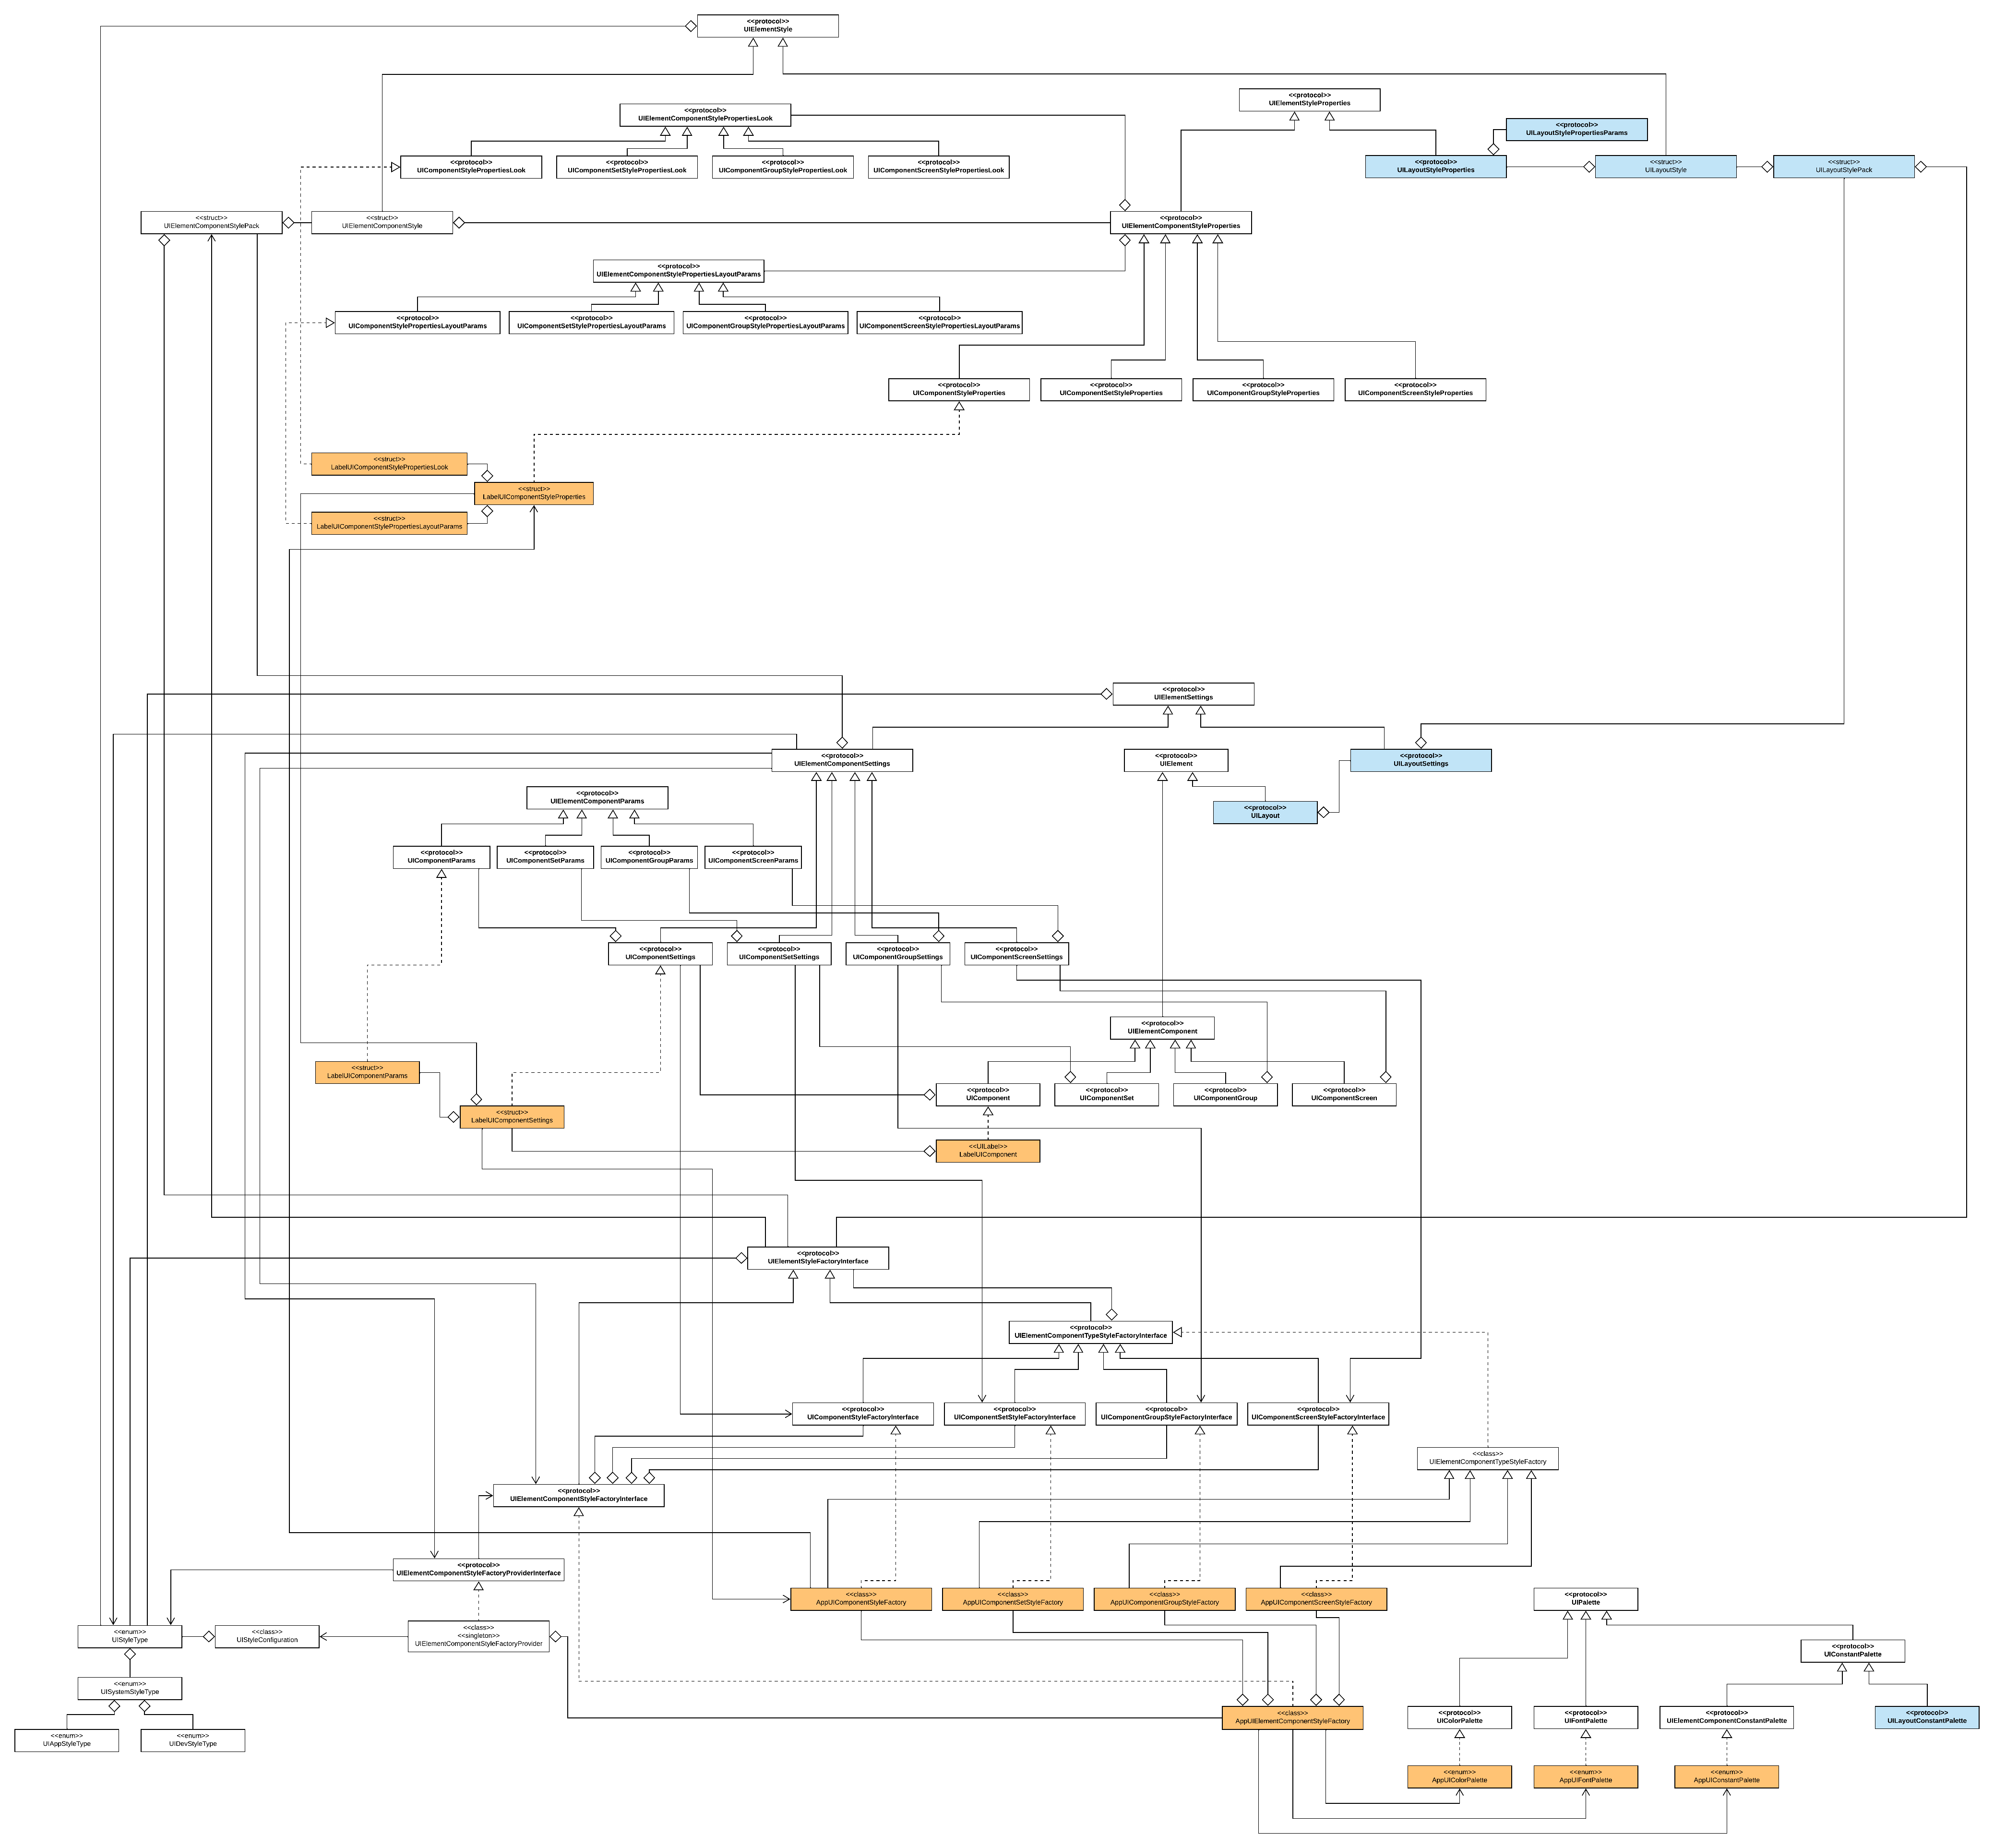 <<protocol>>
UIElementStyle
<<protocol>>
UIElementStyleProperties
<<protocol>>
UIElementComponentStylePropertiesLook
<<protocol>>
UILayoutStylePropertiesParams
<<protocol>>
UIComponentStylePropertiesLook
<<protocol>>
UIComponentSetStylePropertiesLook
<<protocol>>
UIComponentGroupStylePropertiesLook
<<protocol>>
UIComponentScreenStylePropertiesLook
<<protocol>>
UILayoutStyleProperties
<<struct>>
UILayoutStyle
<<struct>>
UILayoutStylePack
<<struct>>
UIElementComponentStylePack
<<struct>>
UIElementComponentStyle
<<protocol>>
UIElementComponentStyleProperties
<<protocol>>
UIElementComponentStylePropertiesLayoutParams
<<protocol>>
UIComponentStylePropertiesLayoutParams
<<protocol>>
UIComponentSetStylePropertiesLayoutParams
<<protocol>>
UIComponentGroupStylePropertiesLayoutParams
<<protocol>>
UIComponentScreenStylePropertiesLayoutParams
<<protocol>>
UIComponentStyleProperties
<<protocol>>
UIComponentSetStyleProperties
<<protocol>>
UIComponentGroupStyleProperties
<<protocol>>
UIComponentScreenStyleProperties
<<struct>>
LabelUIComponentStylePropertiesLook
<<struct>>
LabelUIComponentStyleProperties
<<struct>>
LabelUIComponentStylePropertiesLayoutParams
<<protocol>>
UIElementSettings
<<protocol>>
UIElementComponentSettings
<<protocol>>
UIElement
<<protocol>>
UILayoutSettings
<<protocol>>
UIElementComponentParams
<<protocol>>
UILayout
<<protocol>>
UIComponentParams
<<protocol>>
UIComponentSetParams
<<protocol>>
UIComponentGroupParams
<<protocol>>
UIComponentScreenParams
<<protocol>>
UIComponentSettings
<<protocol>>
UIComponentSetSettings
<<protocol>>
UIComponentGroupSettings
<<protocol>>
UIComponentScreenSettings
<<protocol>>
UIElementComponent
<<struct>>
LabelUIComponentParams
<<protocol>>
UIComponent
<<protocol>>
UIComponentSet
<<protocol>>
UIComponentGroup
<<protocol>>
UIComponentScreen
<<struct>>
LabelUIComponentSettings
<<UILabel>>
LabelUIComponent
<<protocol>>
UIElementStyleFactoryInterface
<<protocol>>
UIElementComponentTypeStyleFactoryInterface
<<protocol>>
UIComponentStyleFactoryInterface
<<protocol>>
UIComponentSetStyleFactoryInterface
<<protocol>>
UIComponentGroupStyleFactoryInterface
<<protocol>>
UIComponentScreenStyleFactoryInterface
<<class>>
UIElementComponentTypeStyleFactory
<<protocol>>
UIElementComponentStyleFactoryInterface
<<protocol>>
UIElementComponentStyleFactoryProviderInterface
<<class>>
AppUIComponentStyleFactory
<<class>>
AppUIComponentSetStyleFactory
<<class>>
AppUIComponentGroupStyleFactory
<<class>>
AppUIComponentScreenStyleFactory
<<protocol>>
UIPalette
<<enum>>
UIStyleType
<<class>>
UIStyleConfiguration
<<class>>
<<singleton>>
UIElementComponentStyleFactoryProvider
<<protocol>>
UIConstantPalette
<<enum>>
UISystemStyleType
<<class>>
AppUIElementComponentStyleFactory
<<protocol>>
UIColorPalette
<<protocol>>
UIFontPalette
<<protocol>>
UIElementComponentConstantPalette
<<protocol>>
UILayoutConstantPalette
<<enum>>
UIAppStyleType
<<enum>>
UIDevStyleType
<<enum>>
AppUIColorPalette
<<enum>>
AppUIFontPalette
<<enum>>
AppUIConstantPalette